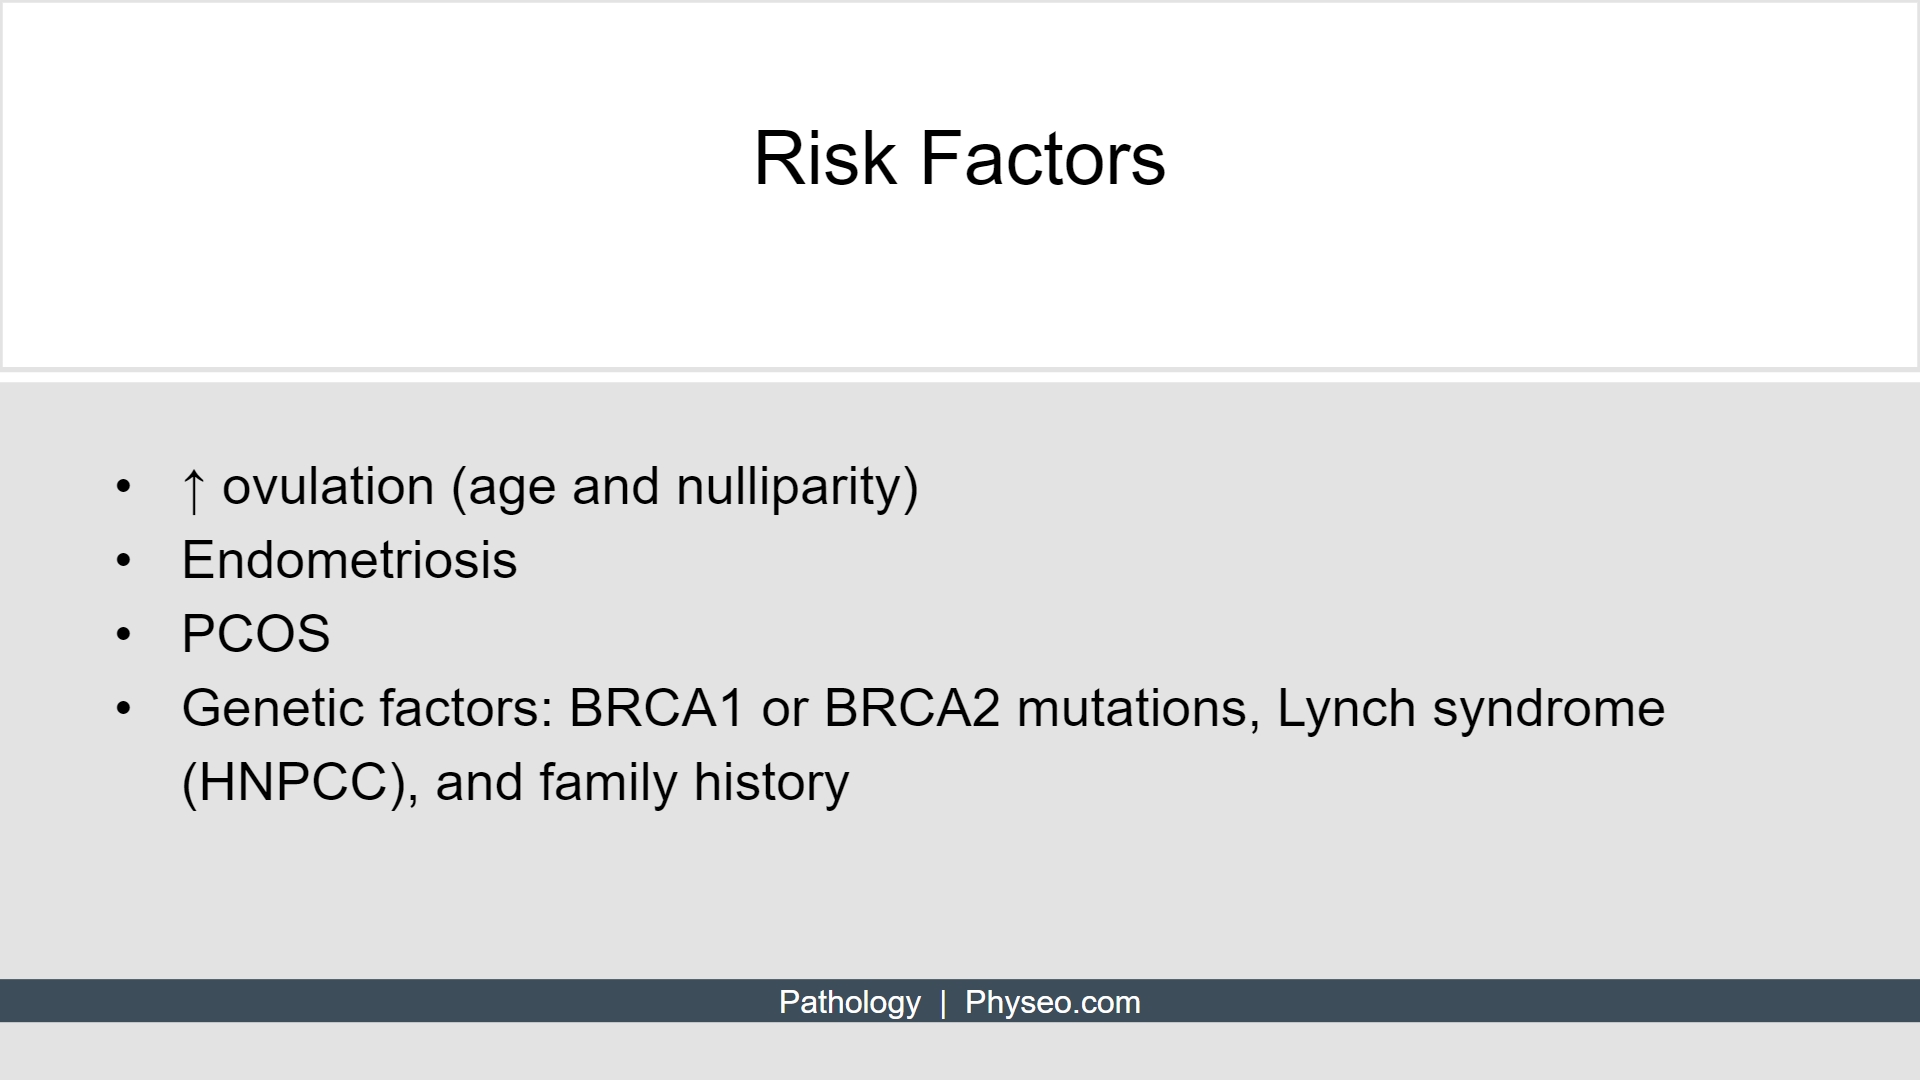 Risk Factors
• ↑ ovulation (age and nulliparity)
• Endometriosis
• PCOS
• Genetic factors: BRCA1 or BRCA2 mutations, Lynch syndrome
(HNPCC), and family history
Pathology | Physeo.com